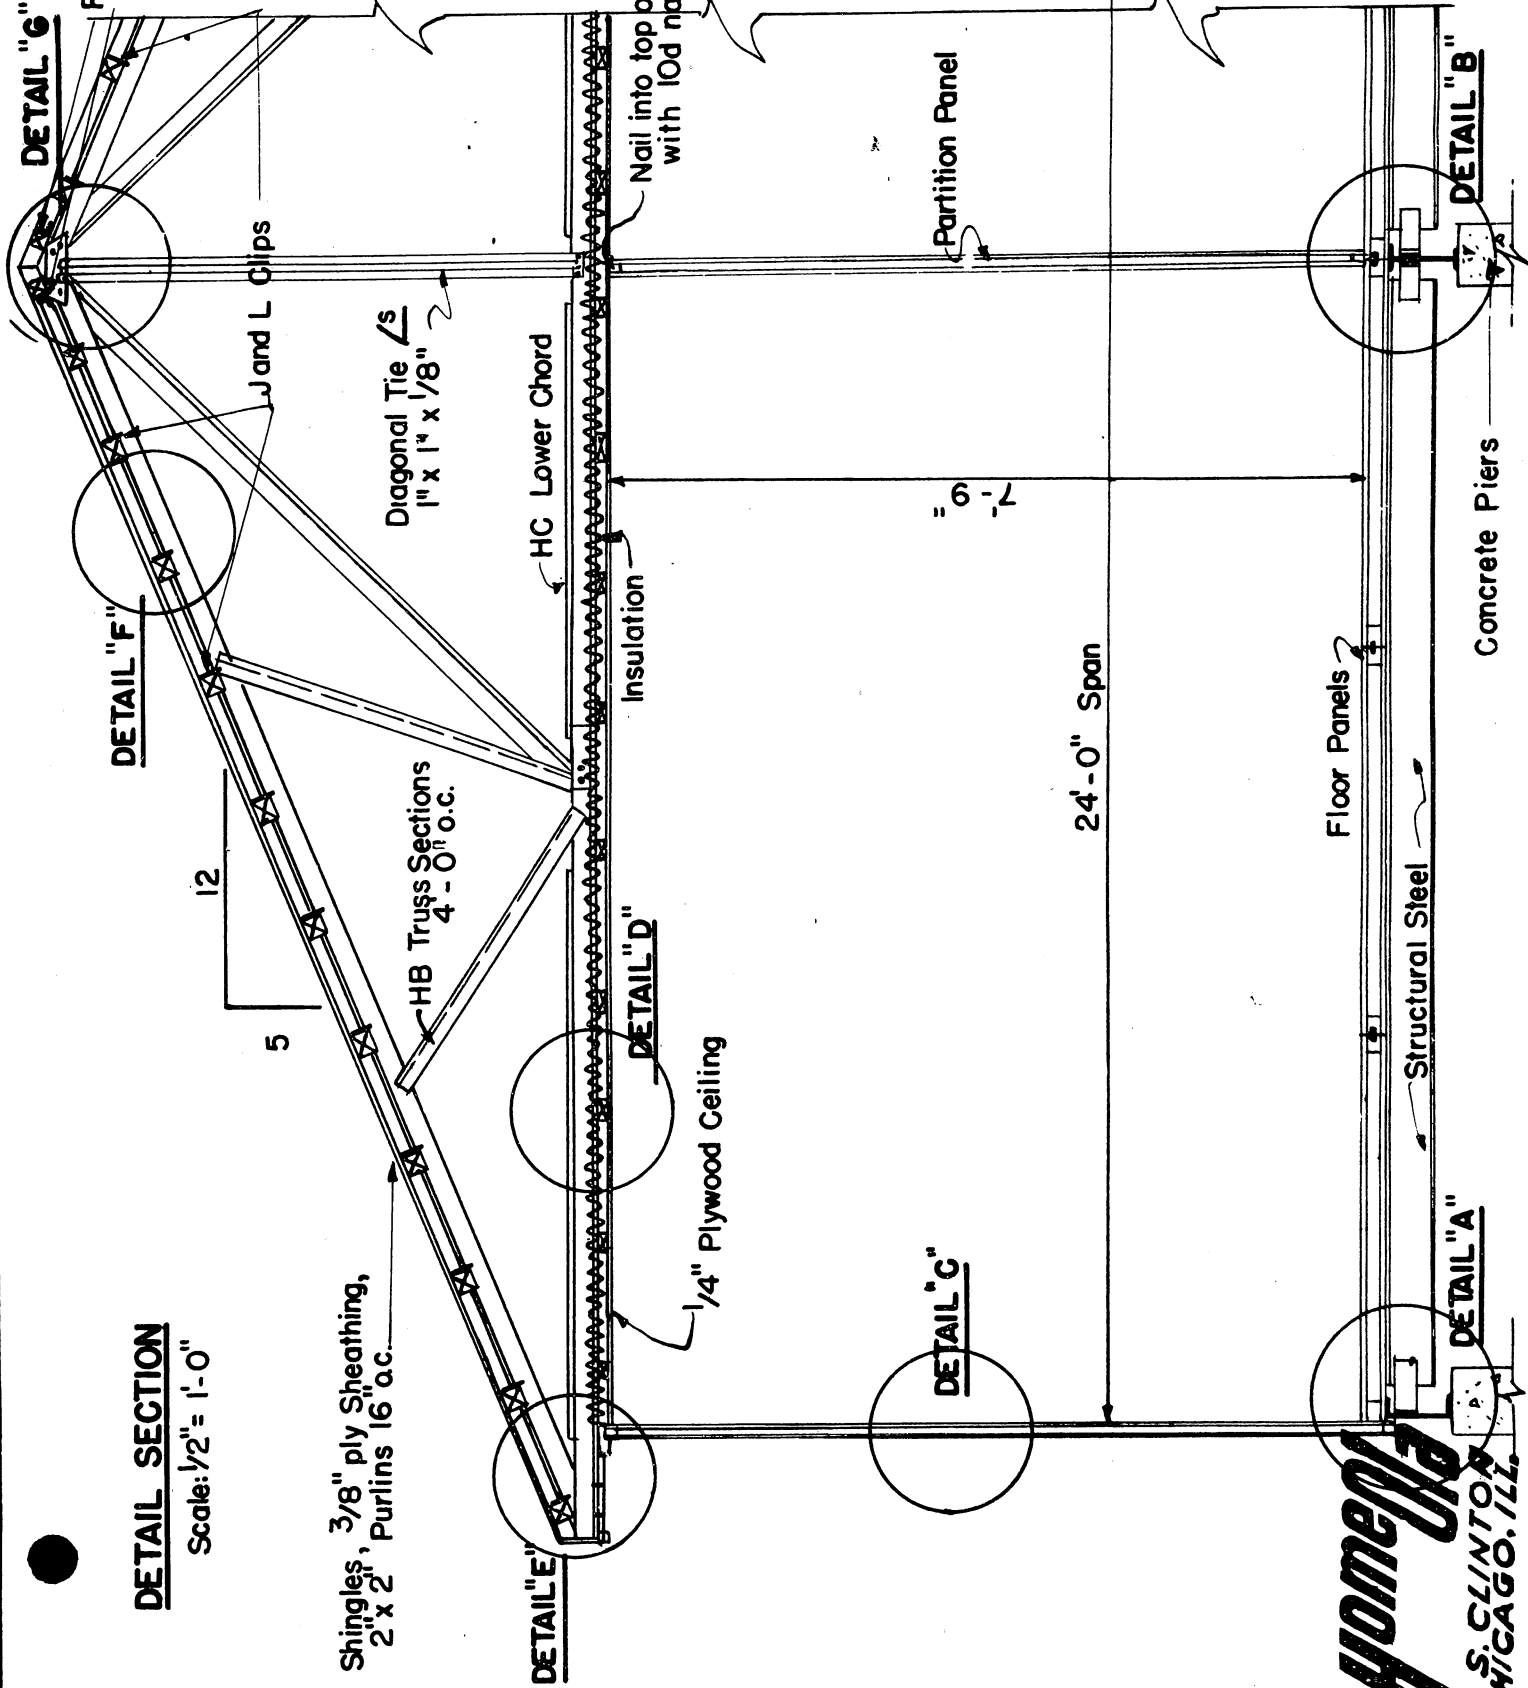 DETAIL SECTION
Scale: 1/2" = 1'-0"
Shingles, 3/8" ply Sheathing,
2" x 2" Purlins 16" o.c.
5
12
DETAIL "F"
DETAIL "G"
J and L Clips
Diagonal Tie ∠s
1" x 1" x 1/8"
HB Truss Sections
4'-0" o.c.
HC Lower Chord
DETAIL "E"
1/4" Plywood Ceiling
DETAIL "D"
Insulation
Nail into top
with 10d
7'-9"
Partition Panel
DETAIL "C"
24'-0" Span
Floor Panels
Structural Steel
DETAIL "A"
Concrete Piers
DETAIL "B"
S. CLINTON